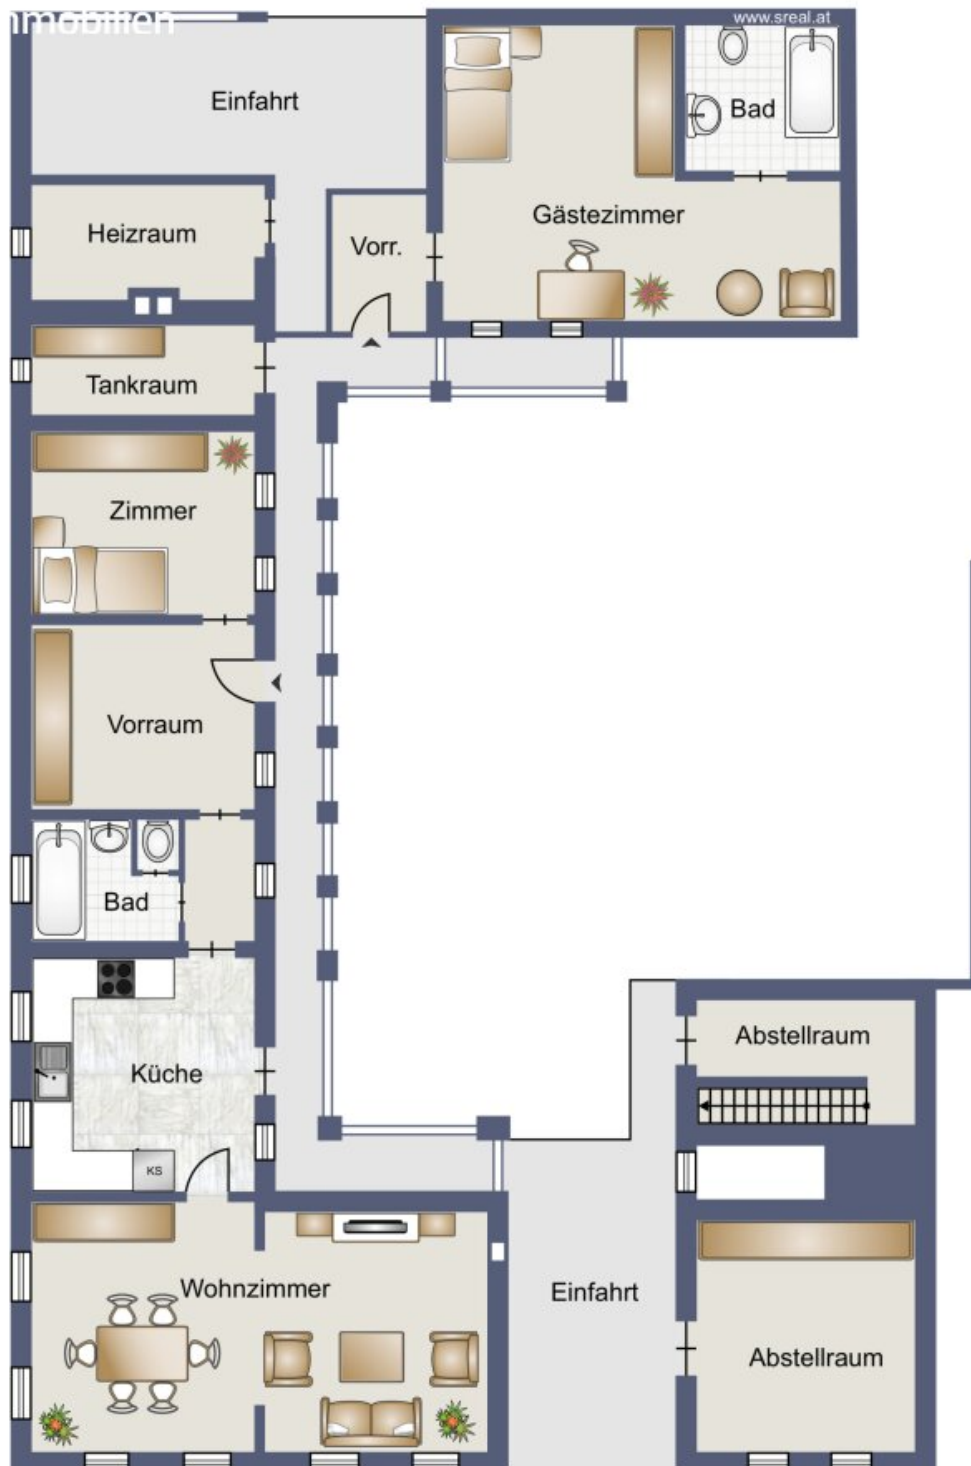 www.sreal.at
Einfahrt
Bad
Heizraum
Vorr.
Gästezimmer
Tankraum
Zimmer
Vorraum
Bad
Küche
KS
Abstellraum
Wohnzimmer
Einfahrt
Abstellraum